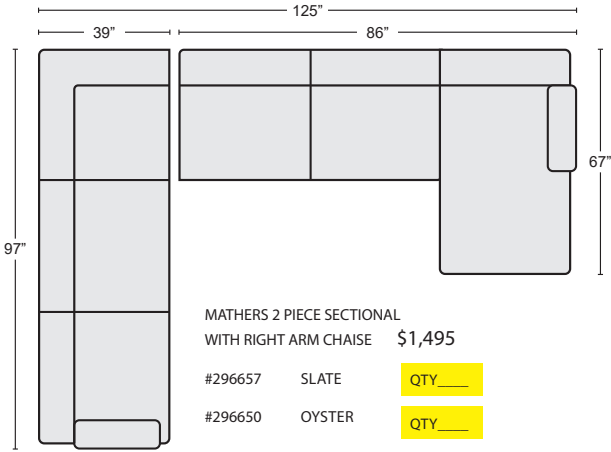 125”
39”
86”
67”
97”
MATHERS 2 PIECE SECTIONAL
WITH RIGHT ARM CHAISE $1,495
#296657 SLATE QTY____
#296650 OYSTER QTY____